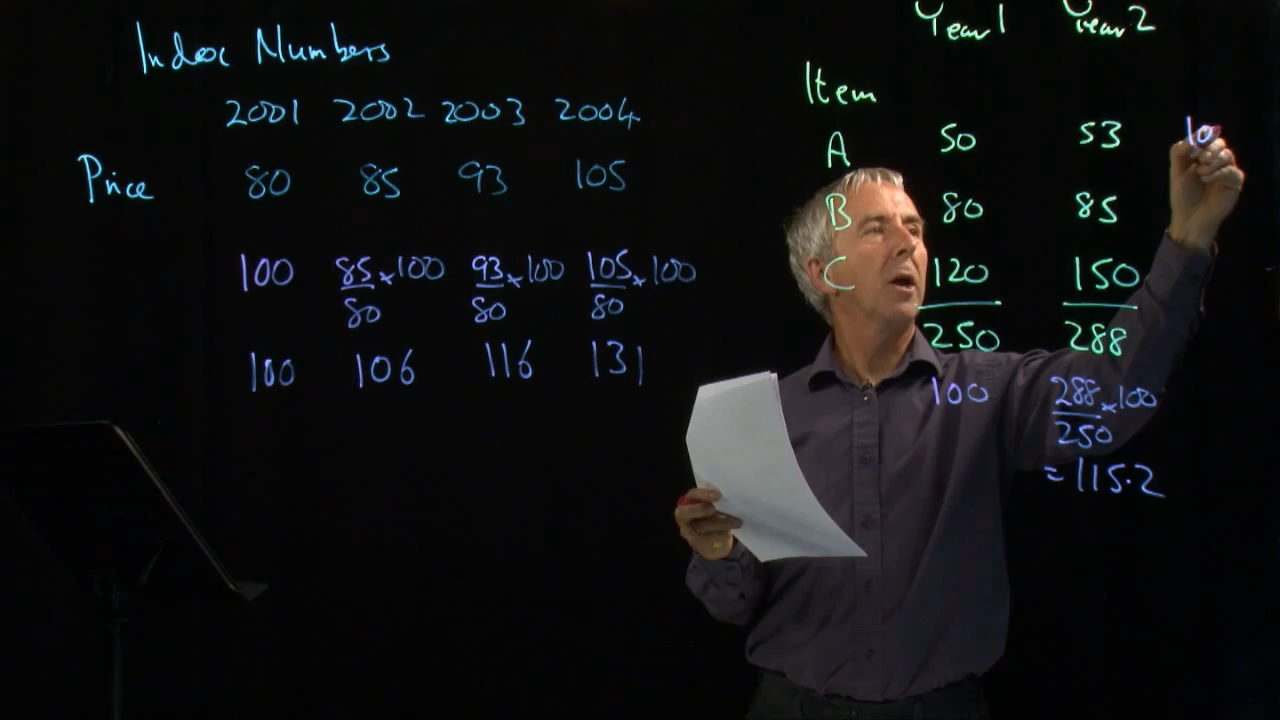 Index Numbers
2001 2002 2003 2004
Price 80 85 93 105
100 85/80 × 100 93/80 × 100 105/80 × 100
100 106 116 131
Year 1 Year 2
Item
A 50 53 10
B 80 85
C 120 150
250 288
100 288/250 × 100
= 115.2